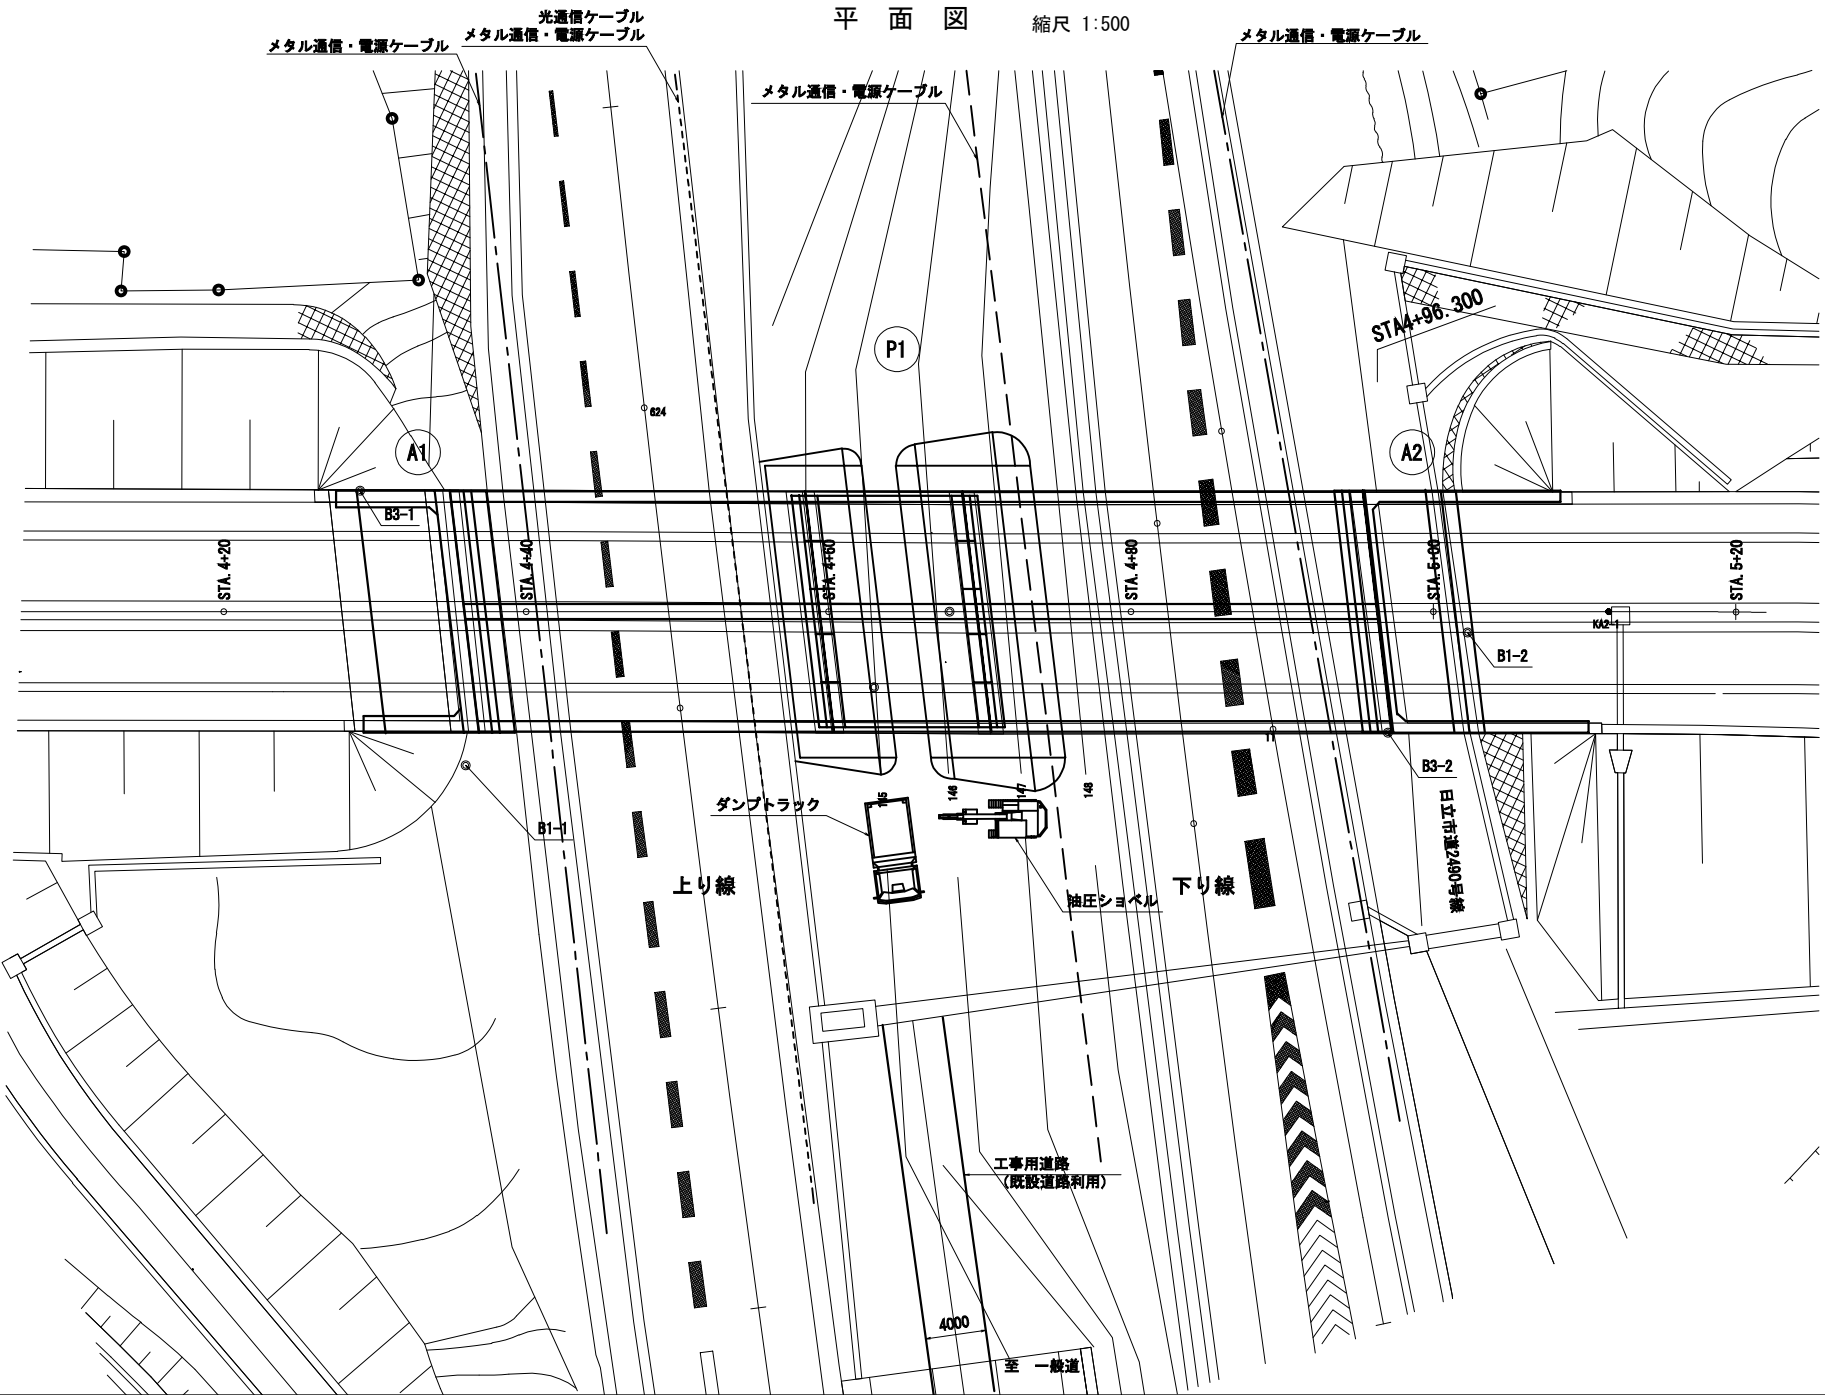 平 面 図 縮尺 1:500
光通信ケーブル
メタル通信・電源ケーブル
メタル通信・電源ケーブル
メタル通信・電源ケーブル
メタル通信・電源ケーブル
STA4+96.300
P1
624
A1
A2
B3-1
STA.4+20
STA.4+40
STA.4+60
STA.4+80
STA.5+00
STA.5+20
KA2-1
B1-2
B3-2
B1-1
145
146
147
148
ダンプトラック
油圧ショベル
上り線
下り線
日立市道2490号線
工事用道路
(既設道路利用)
4000
至 一般道